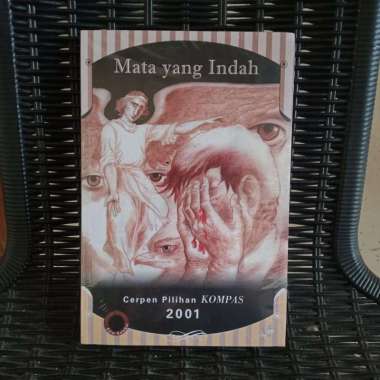 Mata yang Indah
Cerpen Pilihan KOMPAS
2001